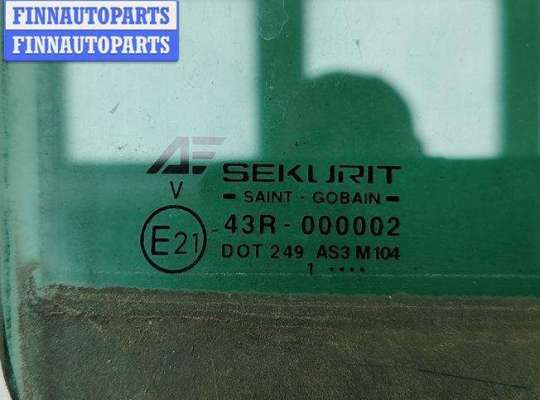 FINNAUTOPARTS
FINNAUTOPARTS
SEKURIT
V
SAINT - GOBAIN
E21
43R - 000002
DOT 249 AS3 M104
1 ····